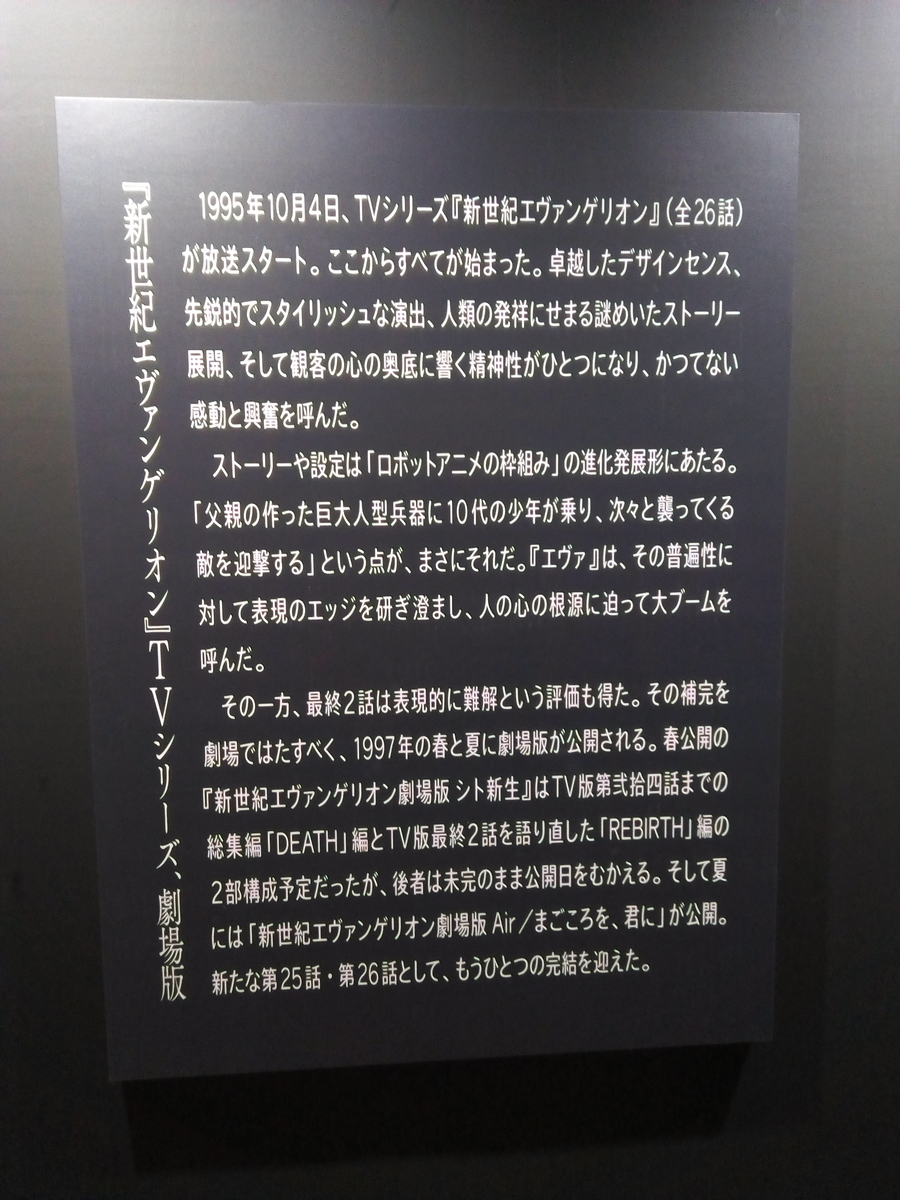 『新世紀エヴァンゲリオン』TVシリーズ、劇場版
1995年10月4日、TVシリーズ『新世紀エヴァンゲリオン』(全26話)
が放送スタート。ここからすべてが始まった。卓越したデザインセンス、
先鋭的でスタイリッシュな演出、人類の発祥にせまる謎めいたストーリー
展開、そして観客の心の奥底に響く精神性がひとつになり、かつてない
感動と興奮を呼んだ。
ストーリーや設定は「ロボットアニメの枠組み」の進化発展形にあたる。
「父親の作った巨大人型兵器に10代の少年が乗り、次々と襲ってくる
敵を迎撃する」という点が、まさにそれだ。『エヴァ』は、その普遍性に
対して表現のエッジを研ぎ澄まし、人の心の根源に迫って大ブームを
呼んだ。
その一方、最終2話は表現的に難解という評価も得た。その補完を
劇場ではたすべく、1997年の春と夏に劇場版が公開される。春公開の
『新世紀エヴァンゲリオン劇場版 シト新生』はTV版第弐拾四話までの
総集編「DEATH」編とTV版最終2話を語り直した「REBIRTH」編の
2部構成予定だったが、後者は未完のまま公開日をむかえる。そして夏
には「新世紀エヴァンゲリオン劇場版 Air/まごころを、君に」が公開。
新たな第25話・第26話として、もうひとつの完結を迎えた。